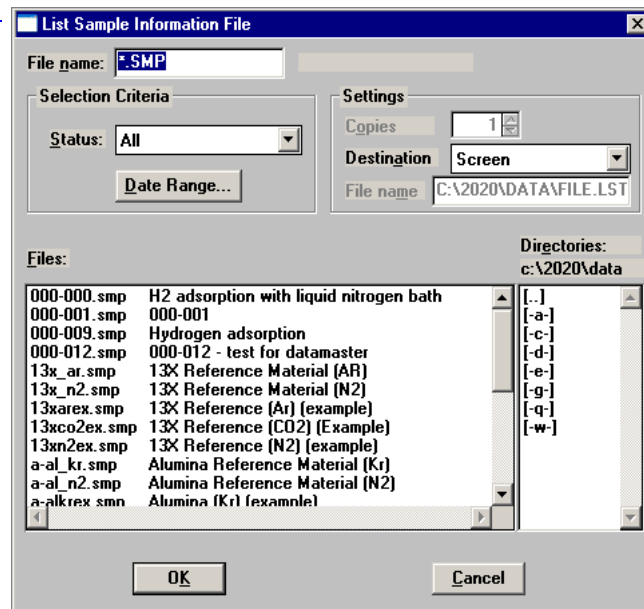 List Sample Information File
File name: *.SMP
Selection Criteria
Status: All
Date Range...
Settings
Copies 1
Destination Screen
File name C:\2020\DATA\FILE.LST
Files:
Directories:
c:\2020\data
000-000.smp H2 adsorption with liquid nitrogen bath
000-001.smp 000-001
000-009.smp Hydrogen adsorption
000-012.smp 000-012 - test for datamaster
13x_ar.smp 13X Reference Material (AR)
13x_n2.smp 13X Reference Material (N2)
13xarex.smp 13X Reference (Ar) (example)
13xco2ex.smp 13X Reference (CO2) (Example)
13xn2ex.smp 13X Reference (N2) (example)
a-al_kr.smp Alumina Reference Material (Kr)
a-al_n2.smp Alumina Reference Material (N2)
a-alkrex.smp Alumina (Kr) (example)
[..]
[-a-]
[-c-]
[-d-]
[-e-]
[-g-]
[-q-]
[-w-]
OK
Cancel